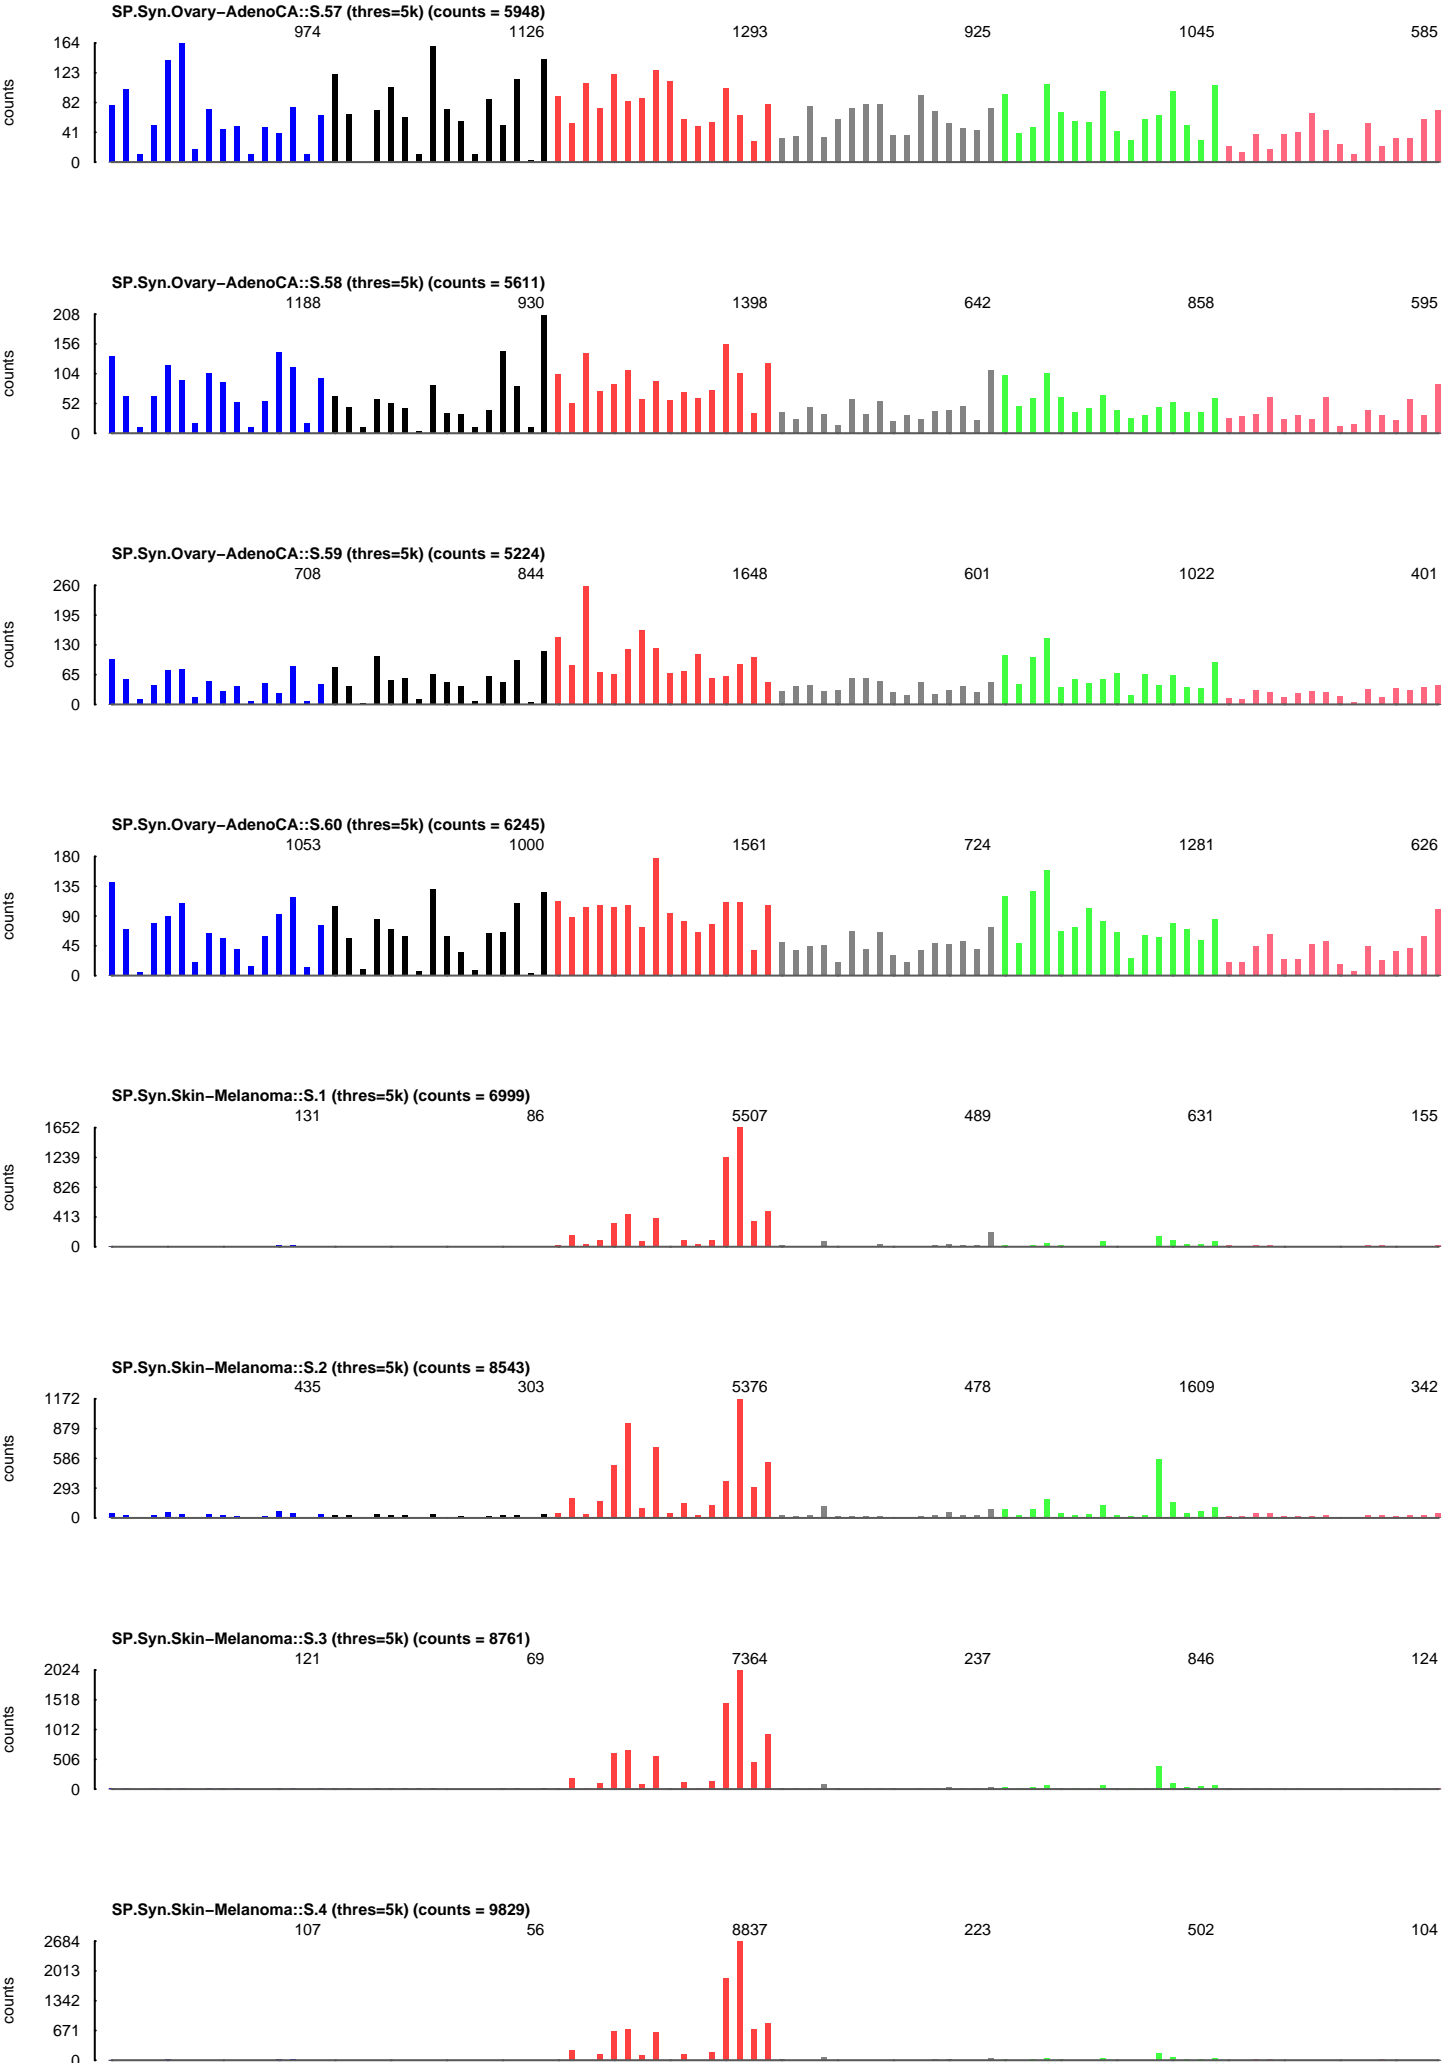 SP.Syn.Ovary−AdenoCA::S.57 (thres=5k) (counts = 5948)
974 1126 1293 925 1045 585
164
123
82
41
0
counts
SP.Syn.Ovary−AdenoCA::S.58 (thres=5k) (counts = 5611)
1188 930 1398 642 858 595
208
156
104
52
0
counts
SP.Syn.Ovary−AdenoCA::S.59 (thres=5k) (counts = 5224)
708 844 1648 601 1022 401
260
195
130
65
0
counts
SP.Syn.Ovary−AdenoCA::S.60 (thres=5k) (counts = 6245)
1053 1000 1561 724 1281 626
180
135
90
45
0
counts
SP.Syn.Skin−Melanoma::S.1 (thres=5k) (counts = 6999)
131 86 5507 489 631 155
1652
1239
826
413
0
counts
SP.Syn.Skin−Melanoma::S.2 (thres=5k) (counts = 8543)
435 303 5376 478 1609 342
1172
879
586
293
0
counts
SP.Syn.Skin−Melanoma::S.3 (thres=5k) (counts = 8761)
121 69 7364 237 846 124
2024
1518
1012
506
0
counts
SP.Syn.Skin−Melanoma::S.4 (thres=5k) (counts = 9829)
107 56 8837 223 502 104
2684
2013
1342
671
0
counts